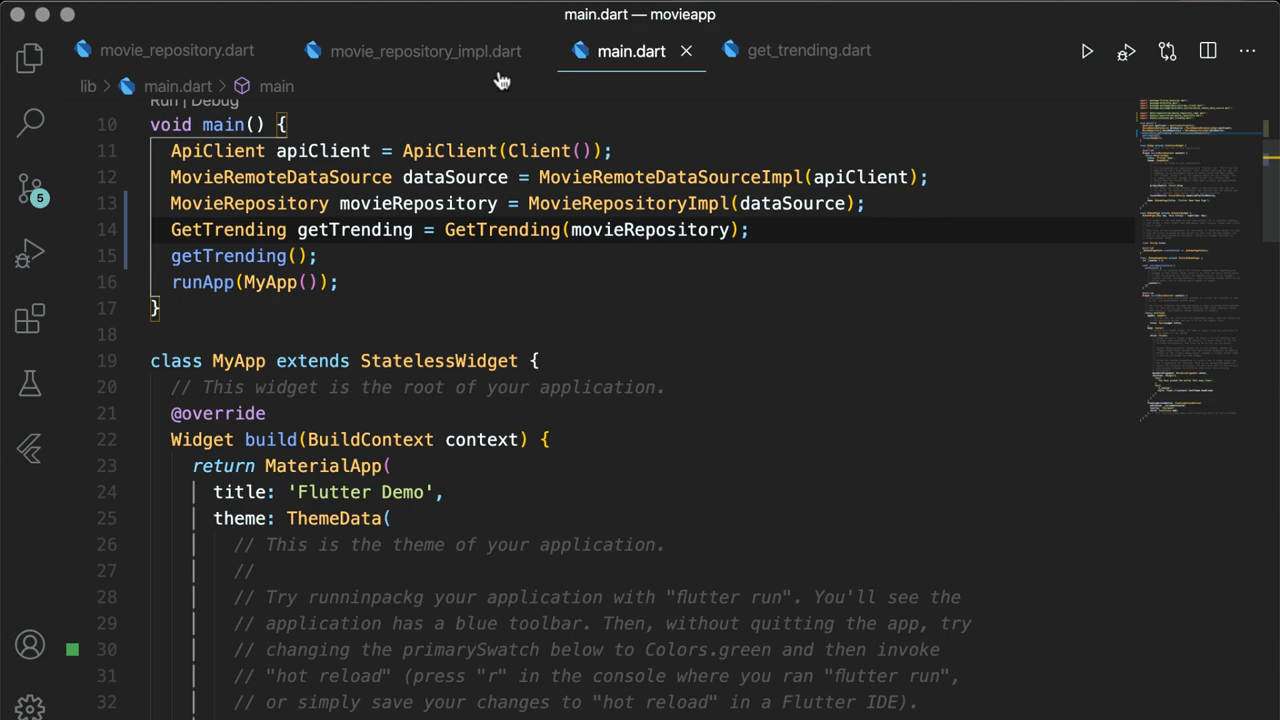 main.dart — movieapp
movie_repository.dart
movie_repository_impl.dart
main.dart
get_trending.dart
lib > main.dart > main
Run | Debug
10 void main() {
11 ApiClient apiClient = ApiClient(Client());
12 MovieRemoteDataSource dataSource = MovieRemoteDataSourceImpl(apiClient);
13 MovieRepository movieRepository = MovieRepositoryImpl(dataSource);
14 GetTrending getTrending = GetTrending(movieRepository);
15 getTrending();
16 runApp(MyApp());
17 }
18
19 class MyApp extends StatelessWidget {
20 // This widget is the root of your application.
21 @override
22 Widget build(BuildContext context) {
23 return MaterialApp(
24 title: 'Flutter Demo',
25 theme: ThemeData(
26 // This is the theme of your application.
27 //
28 // Try runninpackg your application with "flutter run". You'll see the
29 // application has a blue toolbar. Then, without quitting the app, try
30 // changing the primarySwatch below to Colors.green and then invoke
31 // "hot reload" (press "r" in the console where you ran "flutter run",
32 // or simply save your changes to "hot reload" in a Flutter IDE).
5